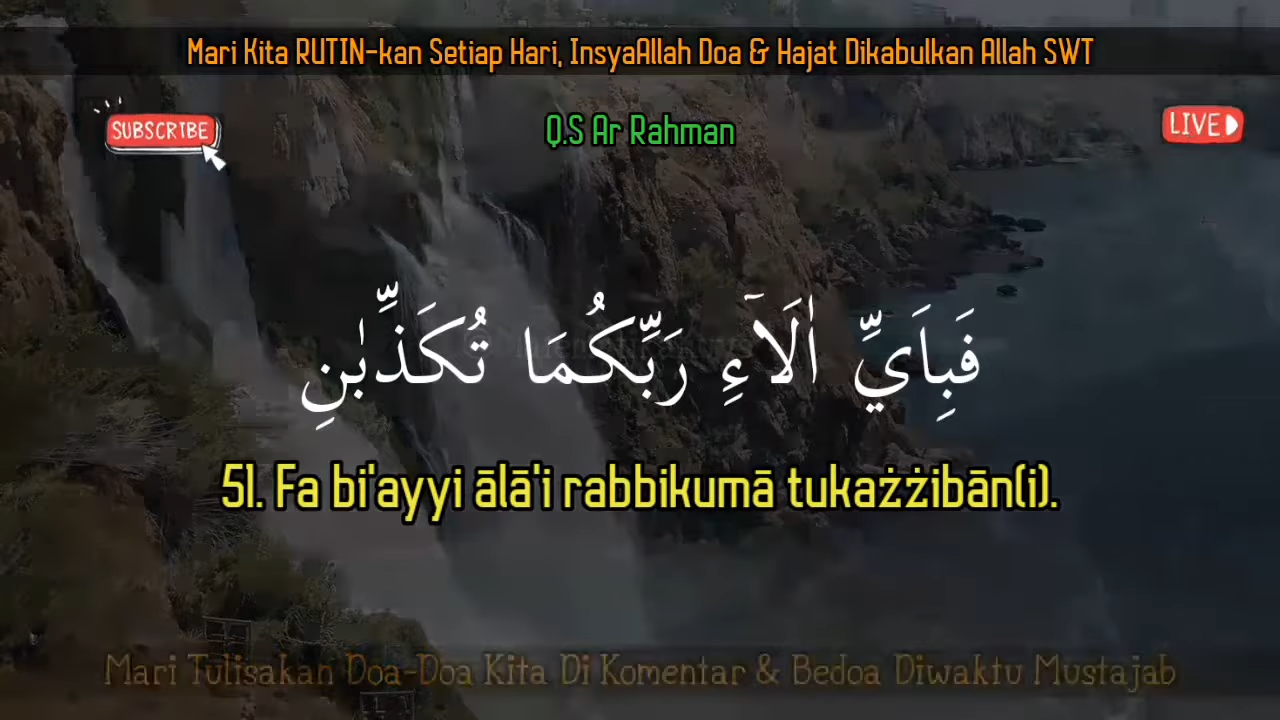 Mari Kita RUTIN-kan Setiap Hari, InsyaAllah Doa & Hajat Dikabulkan Allah SWT
SUBSCRIBE
Q.S Ar Rahman
LIVE
فَبِاَيِّ اٰلَاۤءِ رَبِّكُمَا تُكَذِّبٰنِ
51. Fa bi'ayyi ālā'i rabbikumā tukażżibān(i).
Mari Tulisakan Doa-Doa Kita Di Komentar & Bedoa Diwaktu Mustajab